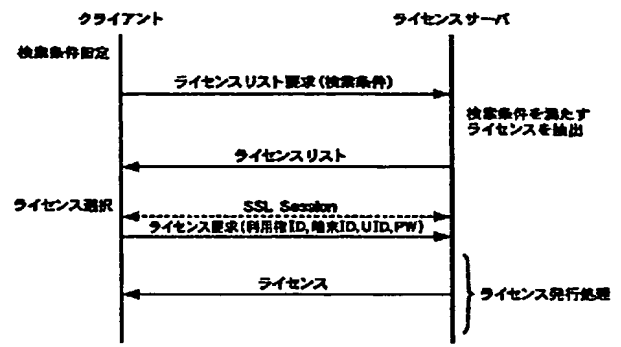 クライアント
ライセンスサーバ
検索条件設定
ライセンスリスト要求(検索条件)
検索条件を満たす
ライセンスを抽出
ライセンスリスト
ライセンス選択
SSL Session
ライセンス要求(利用権ID,端末ID,UID,PW)
ライセンス
ライセンス発行処理